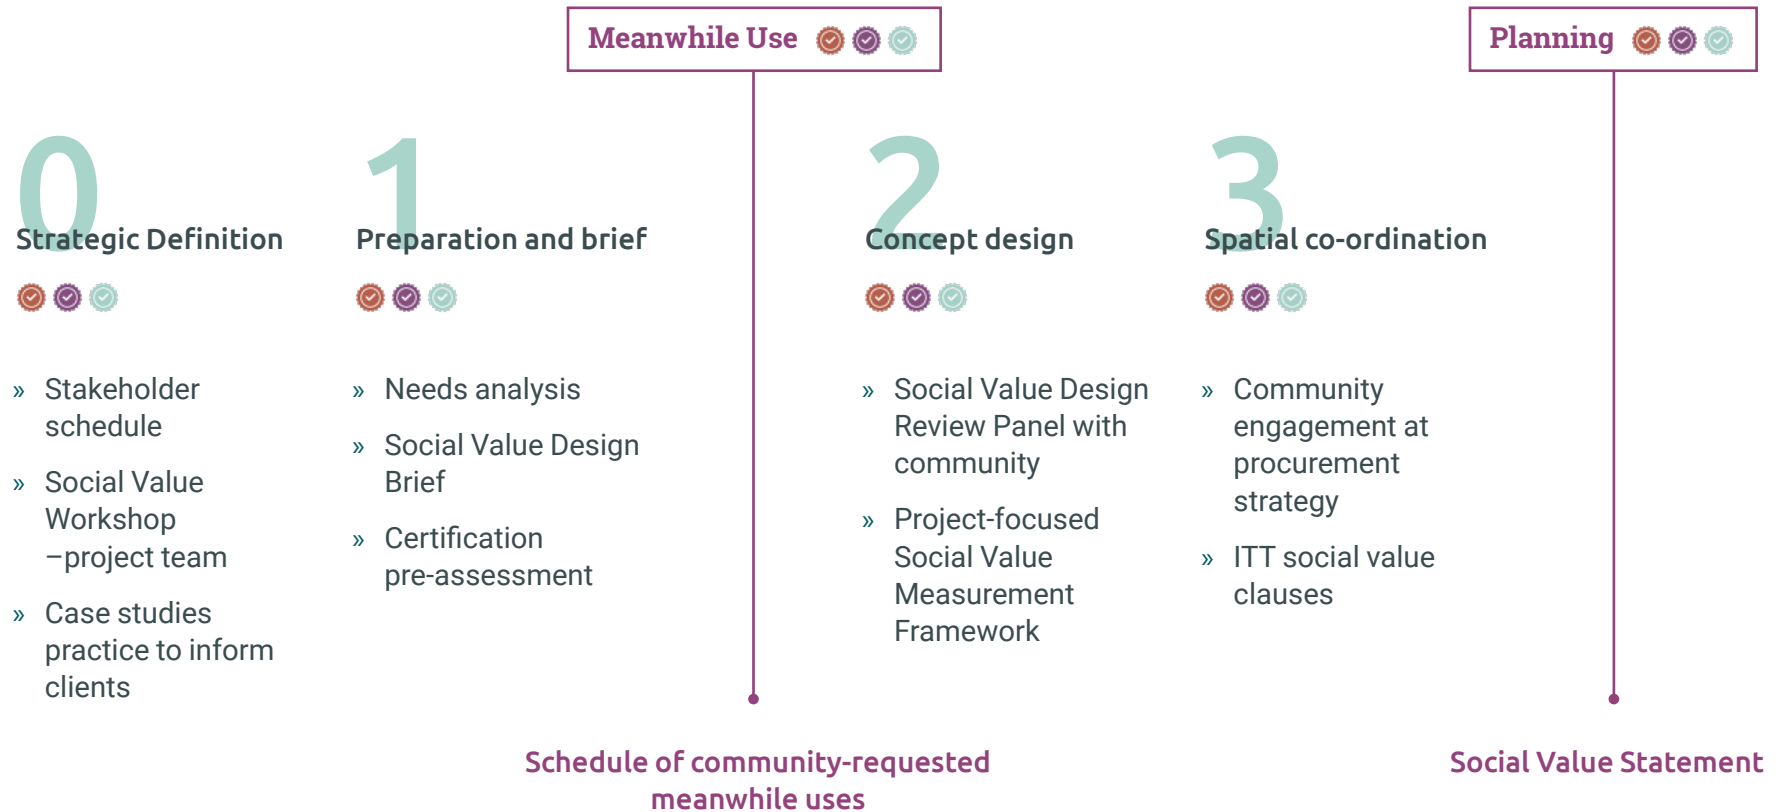 Meanwhile Use
Planning
0
Strategic Definition
» Stakeholder
schedule
» Social Value
Workshop
–project team
» Case studies
practice to inform
clients
1
Preparation and brief
» Needs analysis
» Social Value Design
Brief
» Certification
pre-assessment
2
Concept design
» Social Value Design
Review Panel with
community
» Project-focused
Social Value
Measurement
Framework
3
Spatial co-ordination
» Community
engagement at
procurement
strategy
» ITT social value
clauses
Schedule of community-requested
meanwhile uses
Social Value Statement